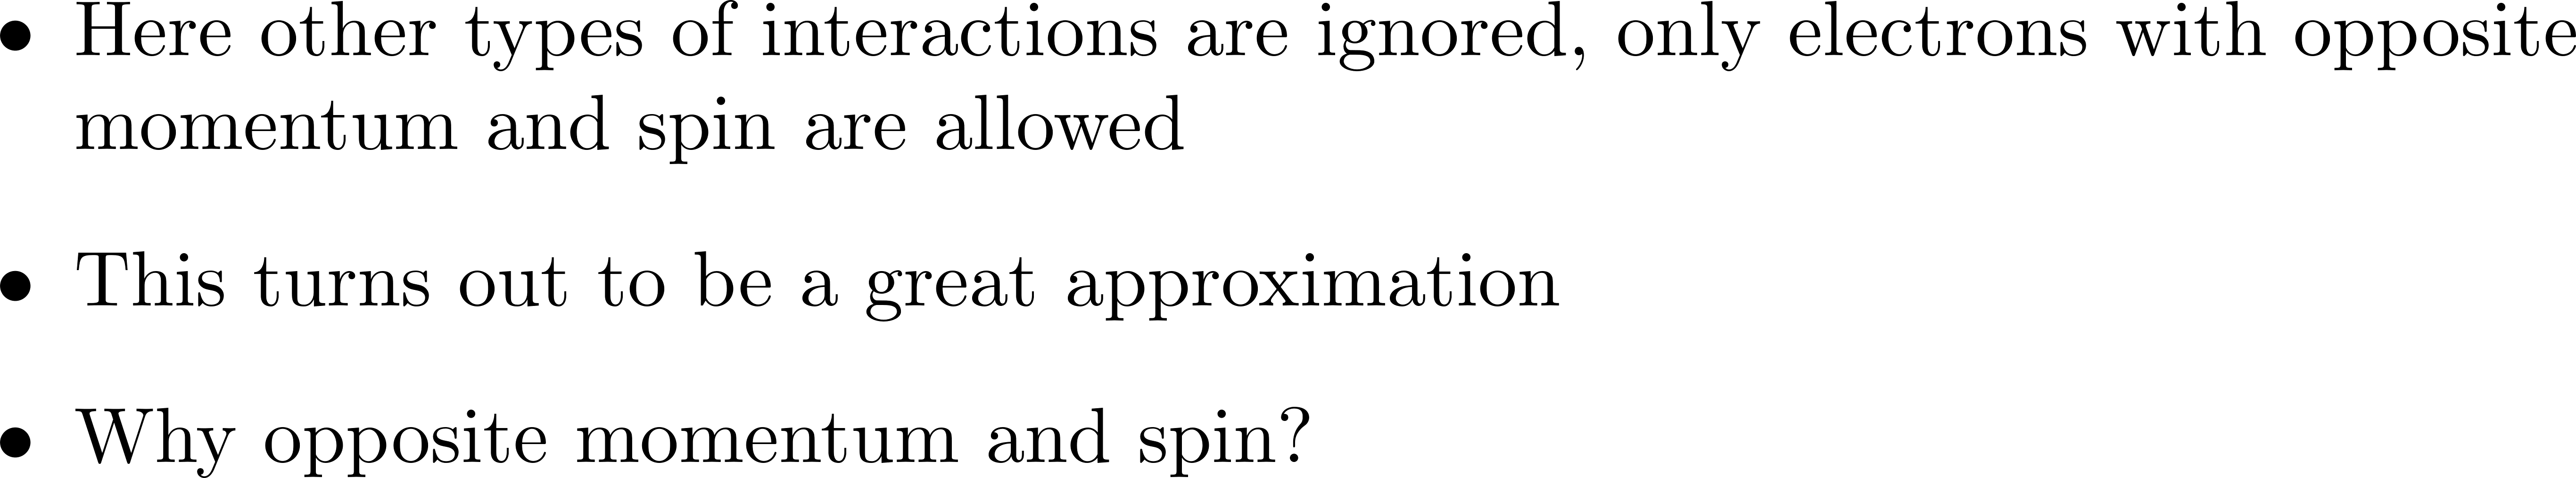 • Here other types of interactions are ignored, only electrons with opposite
momentum and spin are allowed
• This turns out to be a great approximation
• Why opposite momentum and spin?